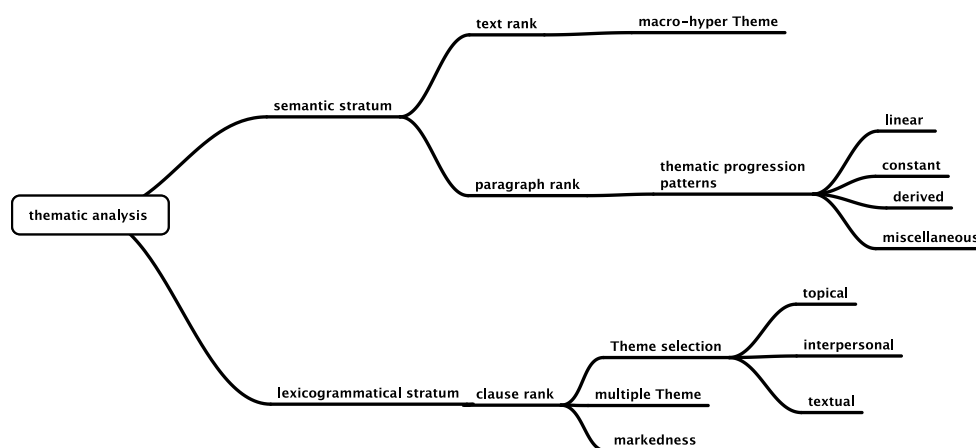 text rank
macro-hyper Theme
semantic stratum
linear
thematic progression
patterns
constant
paragraph rank
derived
thematic analysis
miscellaneous
topical
Theme selection
interpersonal
lexicogrammatical stratum
clause rank
multiple Theme
textual
markedness